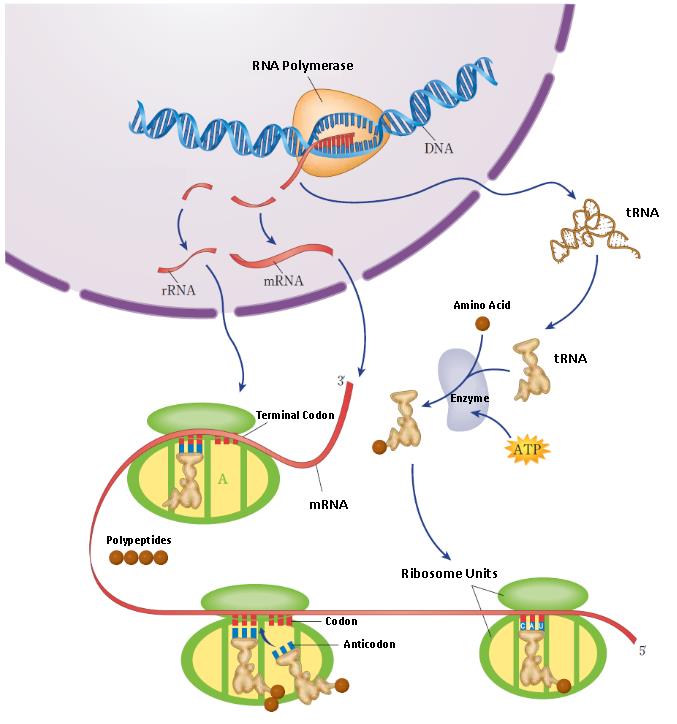 RNA Polymerase
DNA
tRNA
rRNA
mRNA
Amino Acid
tRNA
Enzyme
ATP
3'
Terminal Codon
A
mRNA
Polypeptides
Ribosome Units
Codon
Anticodon
C A U
5'